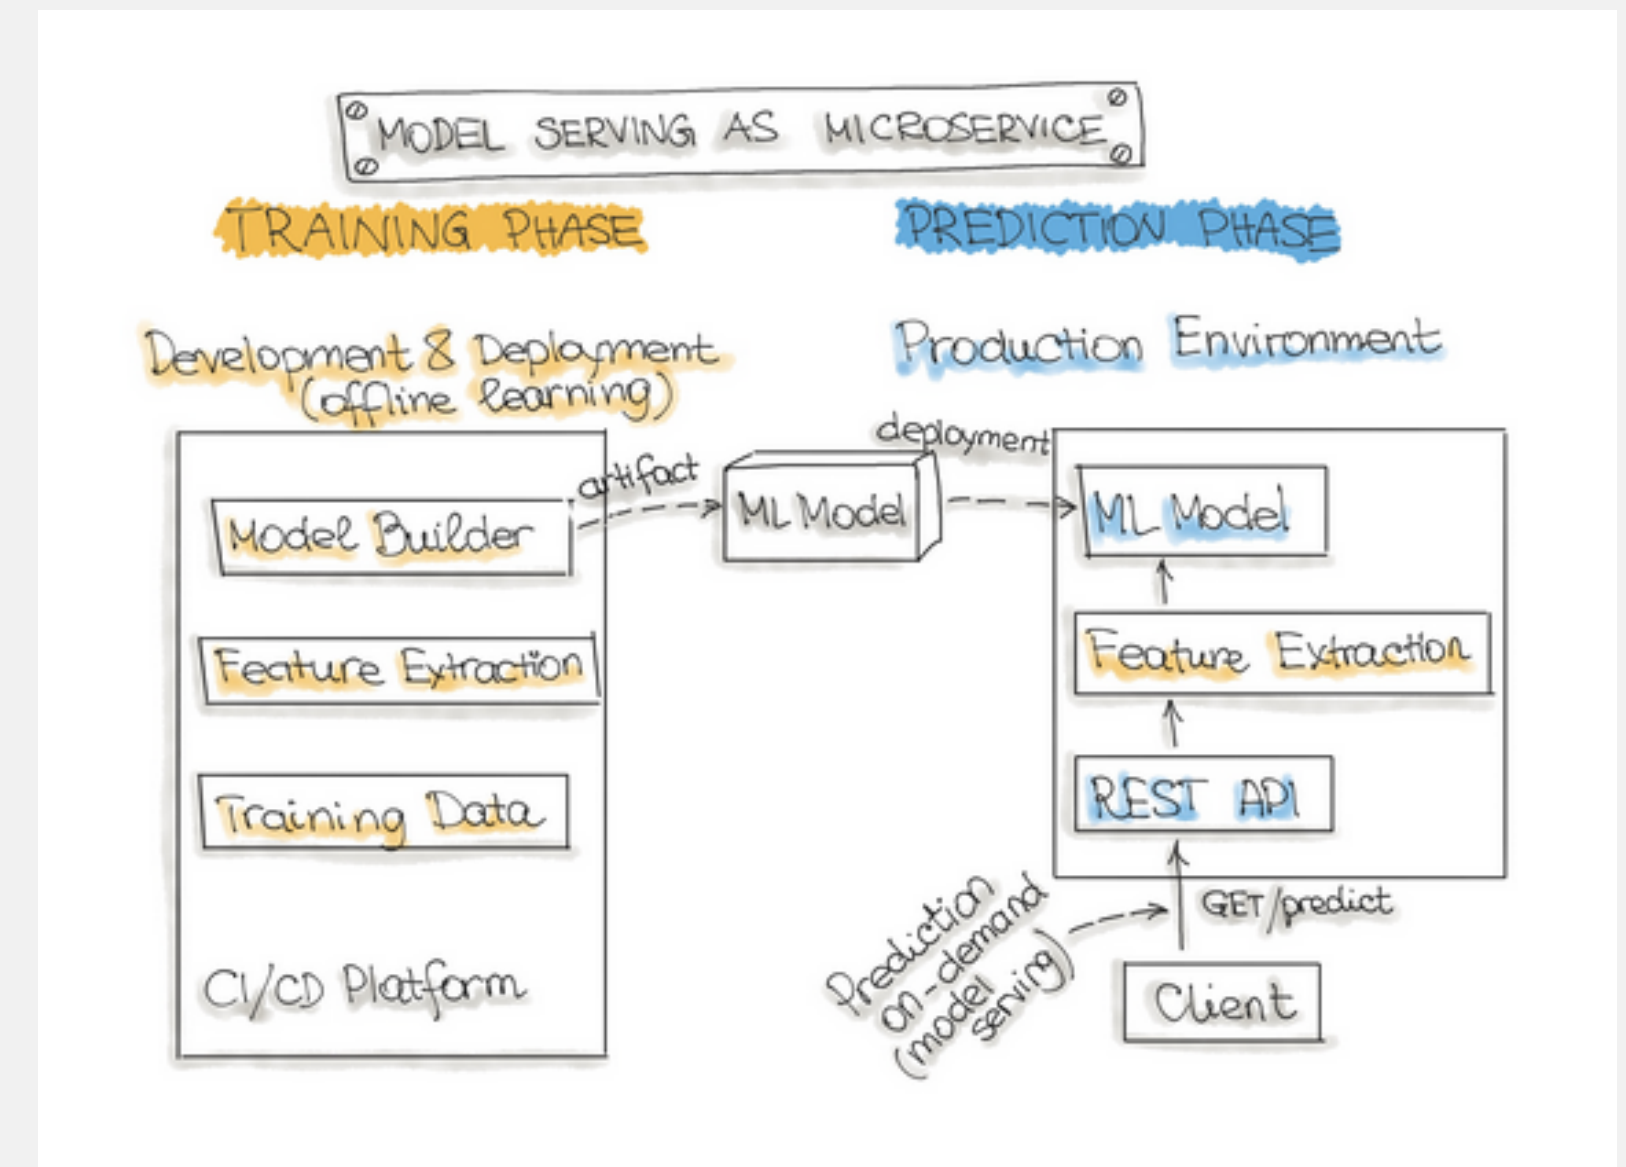 MODEL SERVING AS MICROSERVICE
TRAINING PHASE
PREDICTION PHASE
Development & Deployment
(offline learning)
Production Environment
Model Builder
artifact
ML Model
deployment
ML Model
Feature Extraction
Feature Extraction
Training Data
REST API
CI/CD Platform
GET/predict
Prediction
on-demand
(model
serving)
Client